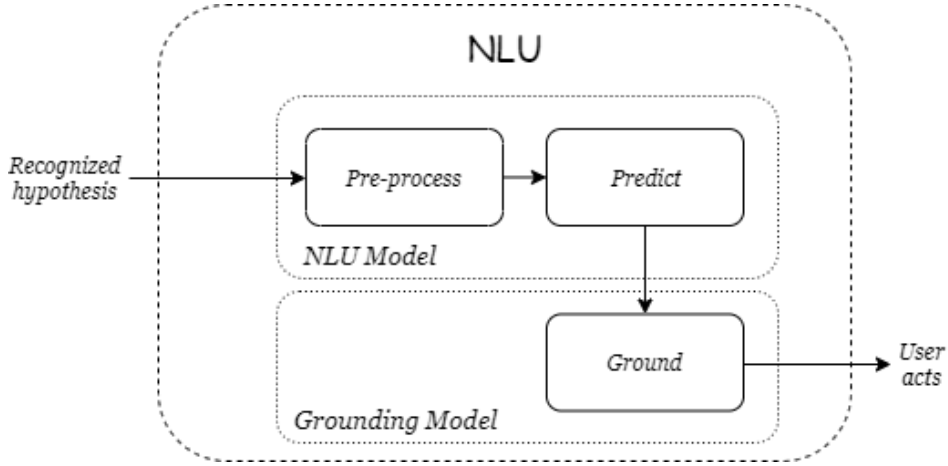 NLU
Recognized
hypothesis
Pre-process
Predict
NLU Model
Ground
User
acts
Grounding Model